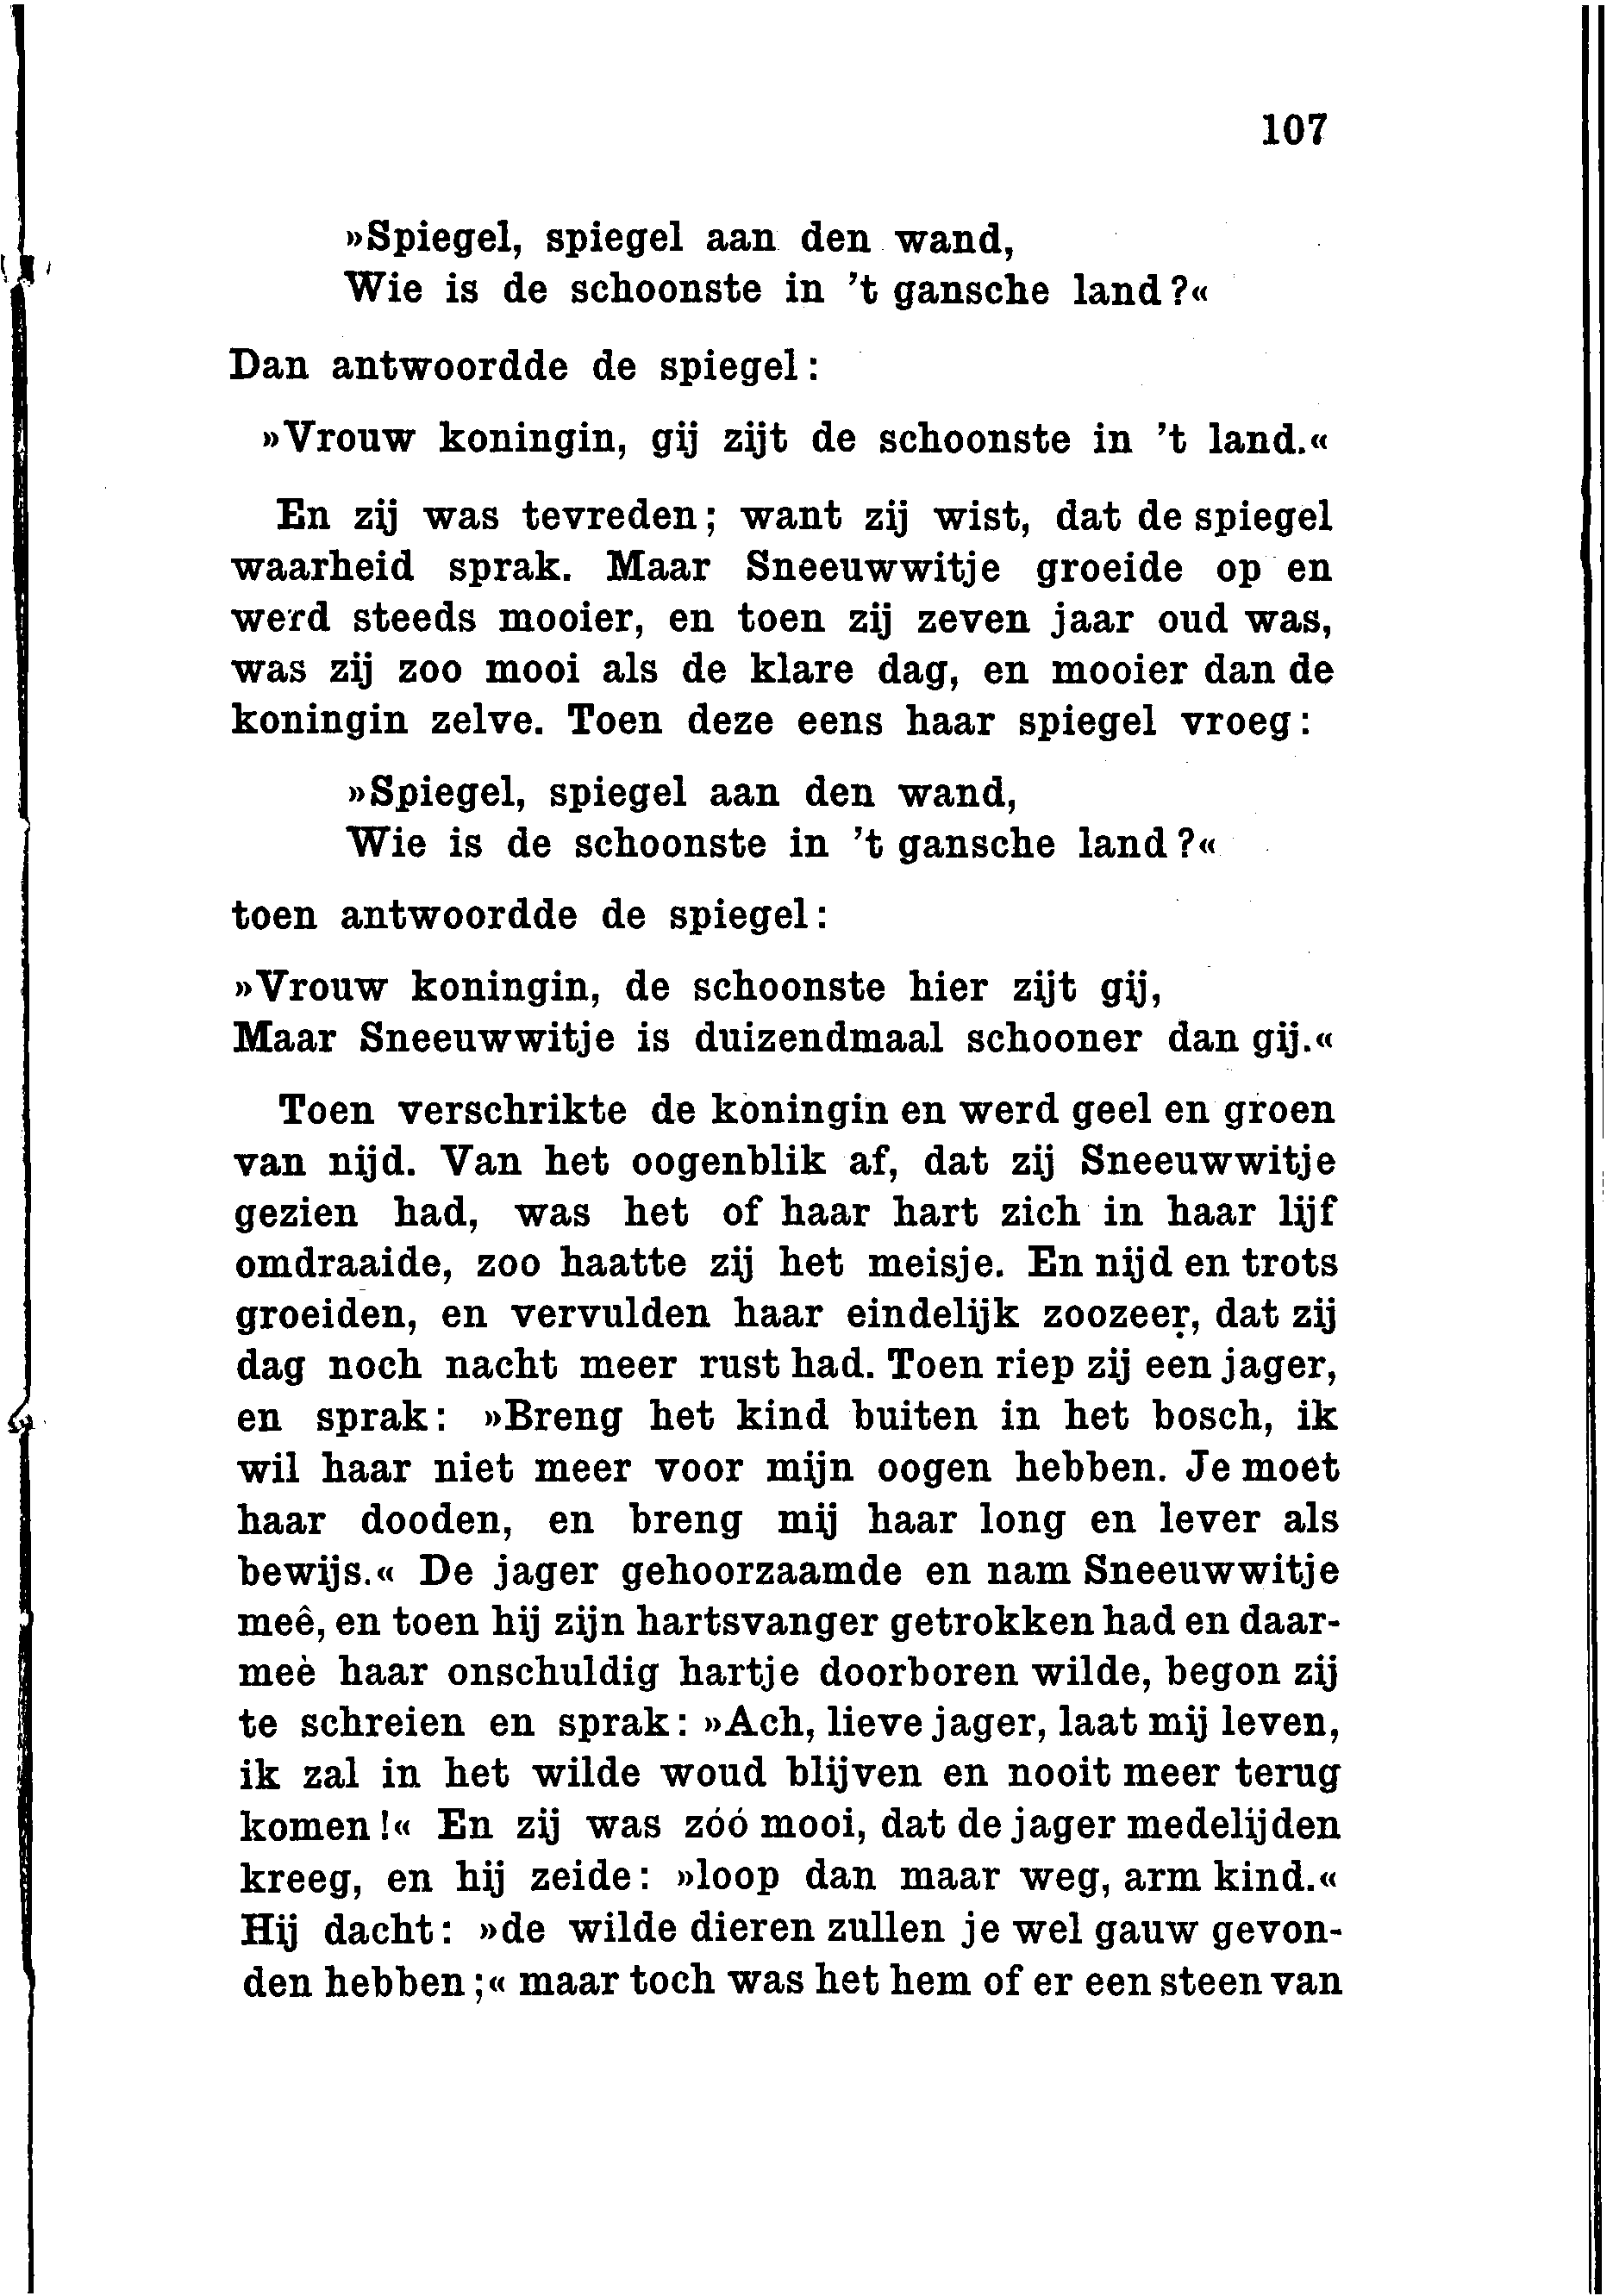 107
»Spiegel, spiegel aan den wand,
Wie is de schoonste in 't gansche land?«
Dan antwoordde de spiegel:
»Vrouw koningin, gij zijt de schoonste in 't land.«
En zij was tevreden; want zij wist, dat de spiegel
waarheid sprak. Maar Sneeuwwitje groeide op en
werd steeds mooier, en toen zij zeven jaar oud was,
was zij zoo mooi als de klare dag, en mooier dan de
koningin zelve. Toen deze eens haar spiegel vroeg:
»Spiegel, spiegel aan den wand,
Wie is de schoonste in 't gansche land?«
toen antwoordde de spiegel:
»Vrouw koningin, de schoonste hier zijt gij,
Maar Sneeuwwitje is duizendmaal schooner dan gij.«
Toen verschrikte de koningin en werd geel en groen
van nijd. Van het oogenblik af, dat zij Sneeuwwitje
gezien had, was het of haar hart zich in haar lijf
omdraaide, zoo haatte zij het meisje. En nijd en trots
groeiden, en vervulden haar eindelijk zoozeer, dat zij
dag noch nacht meer rust had. Toen riep zij een jager,
en sprak: »Breng het kind buiten in het bosch, ik
wil haar niet meer voor mijn oogen hebben. Je moet
haar dooden, en breng mij haar long en lever als
bewijs.« De jager gehoorzaamde en nam Sneeuwwitje
meê, en toen hij zijn hartsvanger getrokken had en daar-
meè haar onschuldig hartje doorboren wilde, begon zij
te schreien en sprak: »Ach, lieve jager, laat mij leven,
ik zal in het wilde woud blijven en nooit meer terug
komen!« En zij was zóó mooi, dat de jager medelijden
kreeg, en hij zeide: »loop dan maar weg, arm kind.«
Hij dacht: »de wilde dieren zullen je wel gauw gevon-
den hebben;« maar toch was het hem of er een steen van